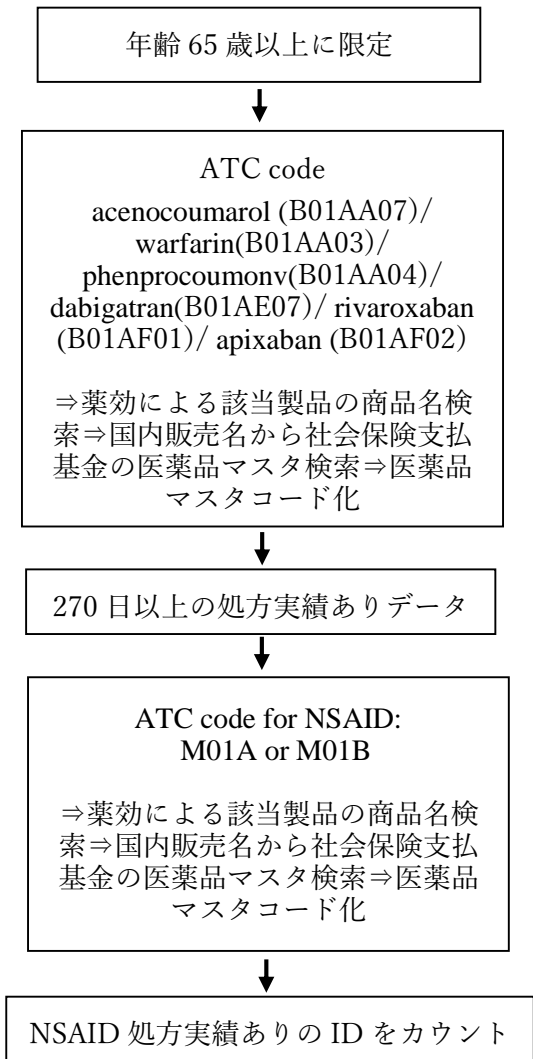 年齢 65 歳以上に限定
ATC code
acenocoumarol (B01AA07)/
warfarin(B01AA03)/
phenprocoumonv(B01AA04)/
dabigatran(B01AE07)/ rivaroxaban
(B01AF01)/ apixaban (B01AF02)
⇒薬効による該当製品の商品名検
索⇒国内販売名から社会保険支払
基金の医薬品マスタ検索⇒医薬品
マスタコード化
270 日以上の処方実績ありデータ
ATC code for NSAID:
M01A or M01B
⇒薬効による該当製品の商品名検
索⇒国内販売名から社会保険支払
基金の医薬品マスタ検索⇒医薬品
マスタコード化
NSAID 処方実績ありの ID をカウント